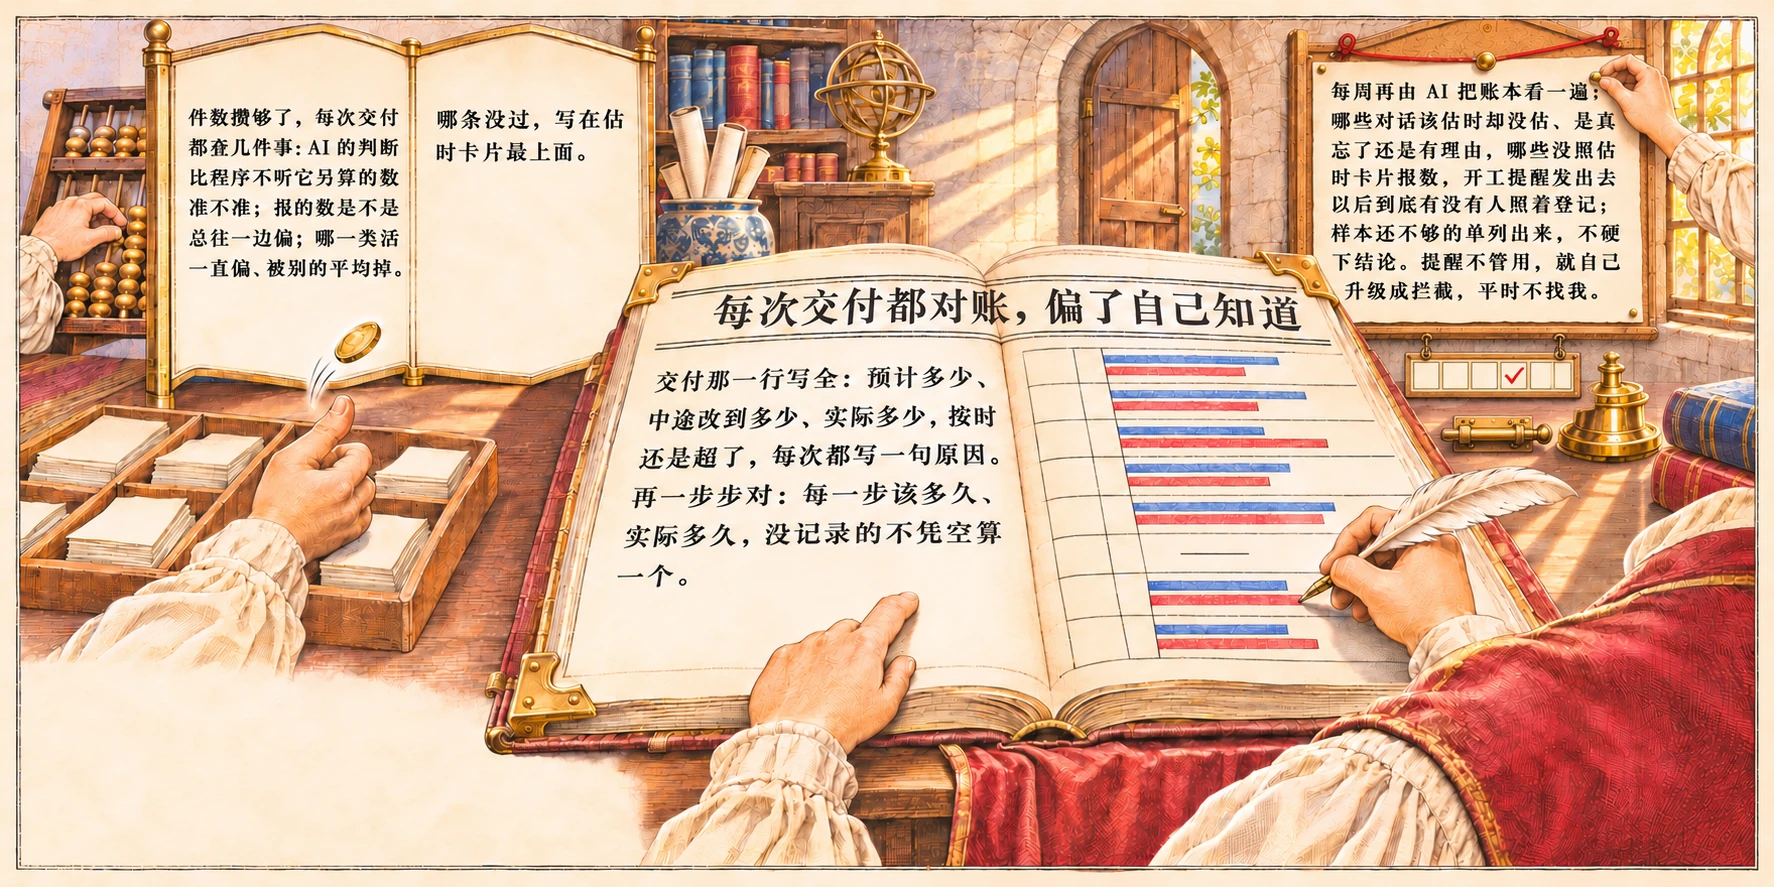 件数攒够了，每次交付
都查几件事：AI 的判断
比程序不听它另算的数
准不准；报的数是不是
总往一边偏；哪一类活
一直偏、被别的平均掉。
哪条没过，写在估
时卡片最上面。
每次交付都对账，偏了自己知道
交付那一行写全：预计多少、
中途改到多少、实际多少，按时
还是超了，每次都写一句原因。
再一步步对：每一步该多久、
实际多久，没记录的不凭空算
一个。
每周再由 AI 把账本看一遍；
哪些对话该估时却没估、是真
忘了还是有理由，哪些没照估
时卡片报数，开工提醒发出去
以后到底有没有人照着登记；
样本还不够的单列出来，不硬
下结论。提醒不管用，就自己
升级成拦截，平时不找我。